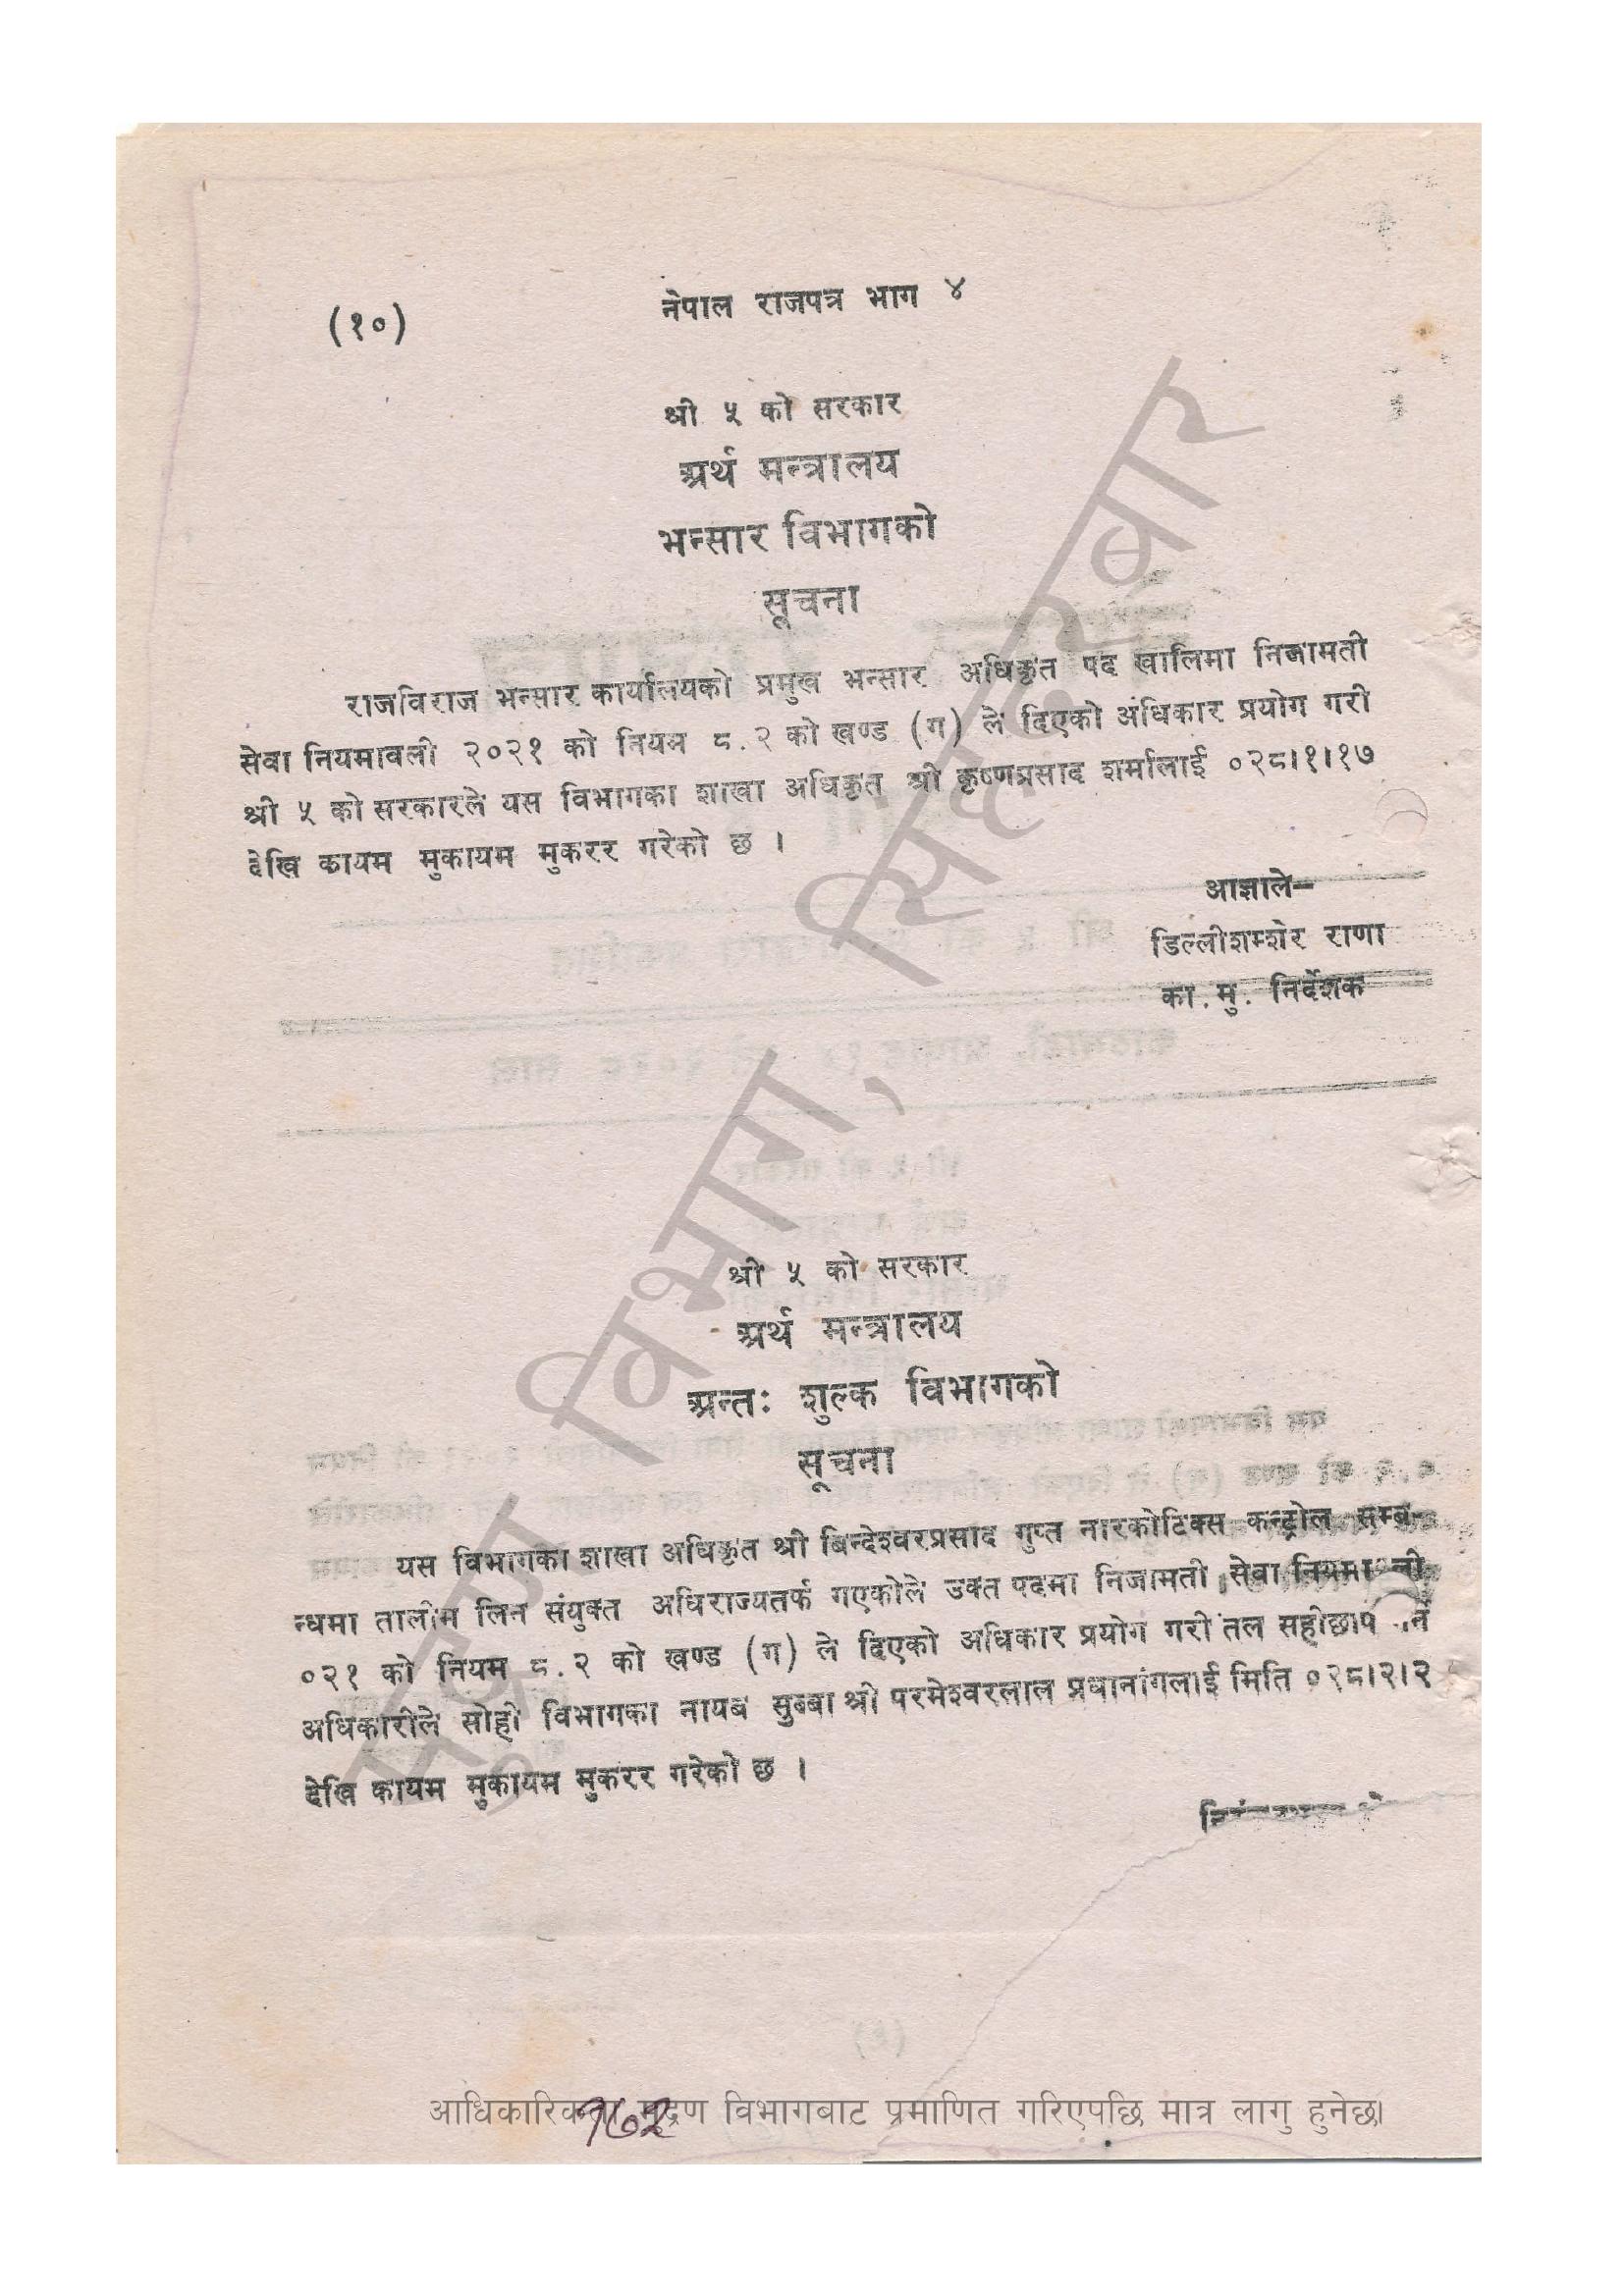 (१०)
नेपाल राजपत्र भाग ४
श्री ५ को सरकार
अर्थ मन्त्रालय
भन्सार विभागको
सूचना
राजविराज भन्सार कार्यालयको प्रमुख भन्सार अधिकृत पद खालिमा निजामती
सेवा नियमावली २०२१ को नियम ८.२ को खण्ड (ग) ले दिएको अधिकार प्रयोग गरी
श्री ५ को सरकारले यस विभागका शाखा अधिकृत श्री कृष्णप्रसाद शर्मालाई ०२८।१।१७
देखि कायम मुकायम मुकरर गरेको छ ।
आज्ञाले—
डिल्लीशम्शेर राणा
का.मु. निर्देशक
श्री ५ को सरकार
अर्थ मन्त्रालय
अन्तः शुल्क विभागको
सूचना
यस विभागका शाखा अधिकृत श्री बिन्देश्वरप्रसाद गुप्त नारकोटिक्स कन्ट्रोल सम्ब-
न्धमा तालीम लिन संयुक्त अधिराज्यतर्फ गएकोले उक्त पदमा निजामती सेवा
०२१ को नियम ८.२ को खण्ड (ग) ले दिएको अधिकार प्रयोग गरी तल सहीछाप
अधिकारीले सोही विभागका नायब सुब्बा श्री परमेश्वरलाल प्रधानांगलाई मिति ०२८।२।२
देखि कायम मुकायम मुकरर गरेको छ ।
मुद्रण विभाग, सिंहदरबार
आधिकारिकता मुद्रण विभागबाट प्रमाणित गरिएपछि मात्र लागु हुनेछ।
१७२